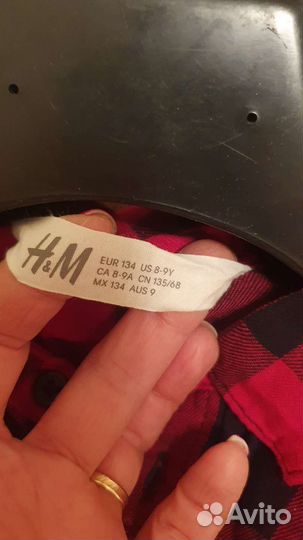 H&M
EUR 134 US 8-9Y
CA 8-9A CN 135/68
MX 134 AUS 9
Avito